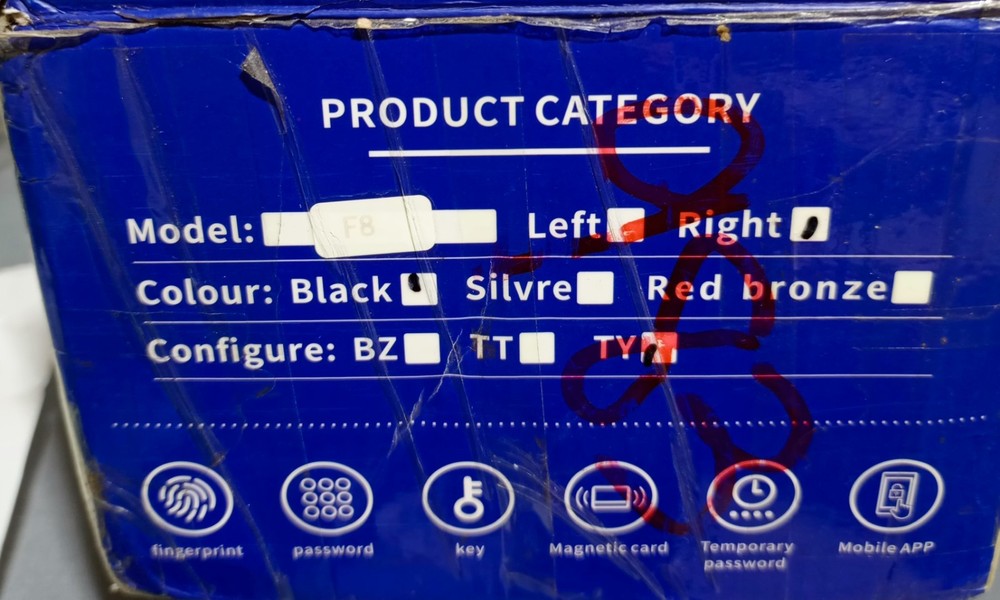 PRODUCT CATEGORY
Model: F8 Left Right
Colour: Black Silvre Red bronze
Configure: BZ TT TY
fingerprint password key Magnetic card Temporary password Mobile APP